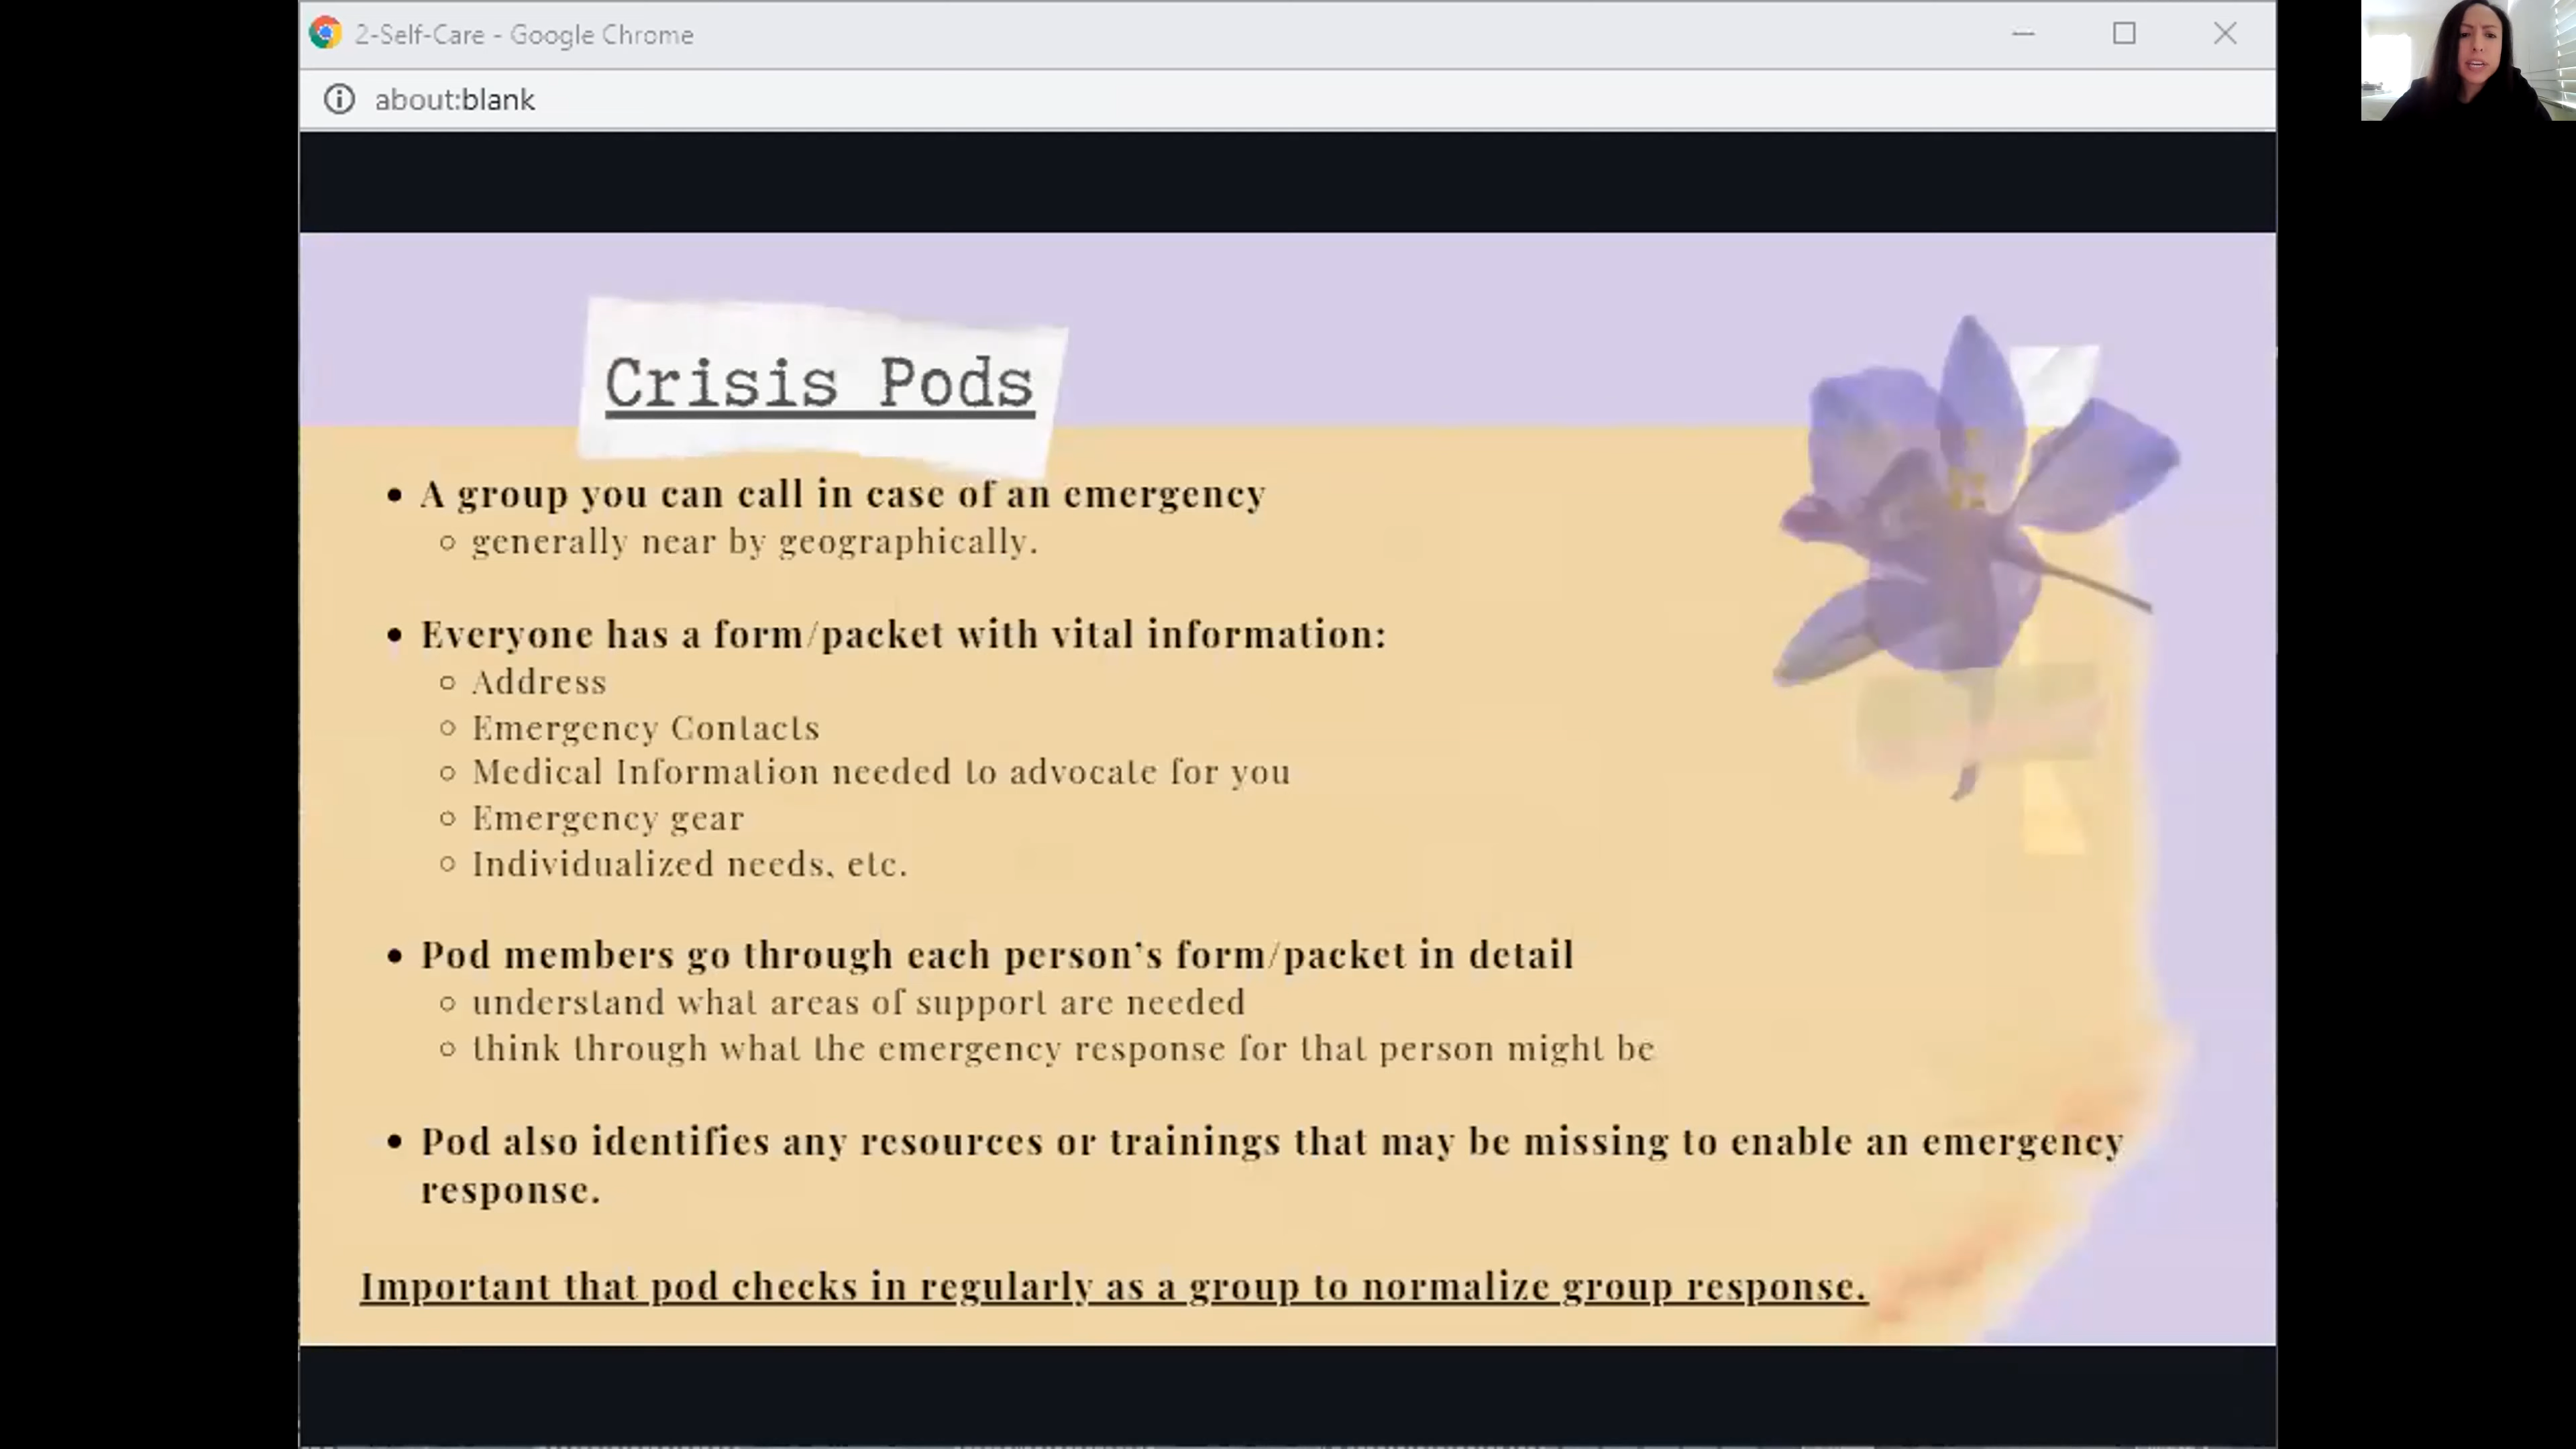 2-Self-Care - Google Chrome
about:blank
Crisis Pods
• A group you can call in case of an emergency
○ generally near by geographically.
• Everyone has a form/packet with vital information:
○ Address
○ Emergency Contacts
○ Medical Information needed to advocate for you
○ Emergency gear
○ Individualized needs, etc.
• Pod members go through each person's form/packet in detail
○ understand what areas of support are needed
○ think through what the emergency response for that person might be
• Pod also identifies any resources or trainings that may be missing to enable an emergency
response.
Important that pod checks in regularly as a group to normalize group response.